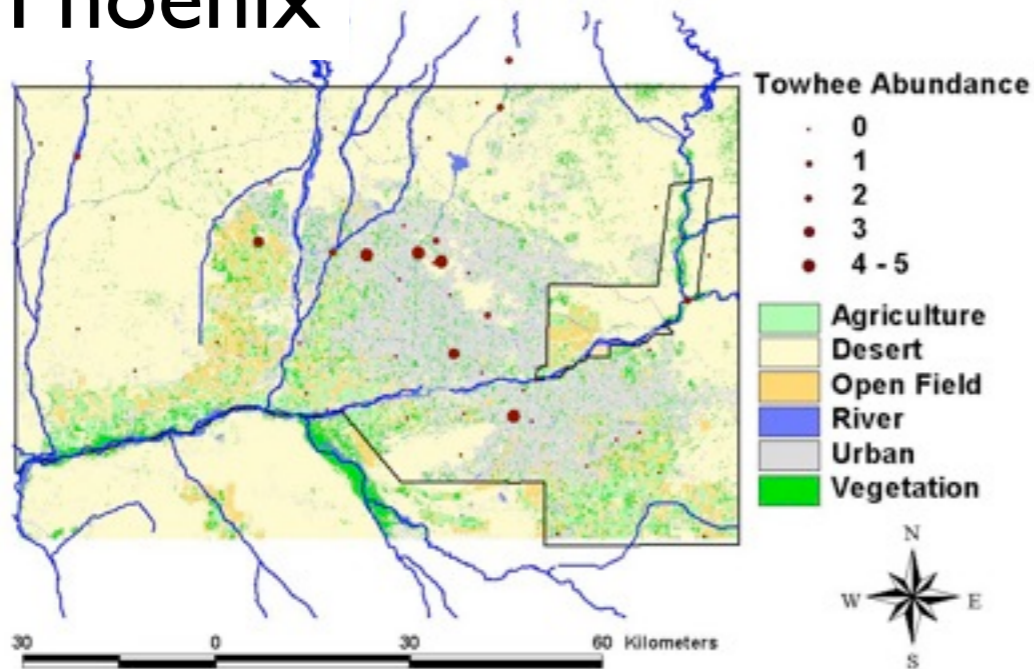 Phoenix
Towhee Abundance
0
1
2
3
4 - 5
Agriculture
Desert
Open Field
River
Urban
Vegetation
N
W E
S
30 0 30 60 Kilometers